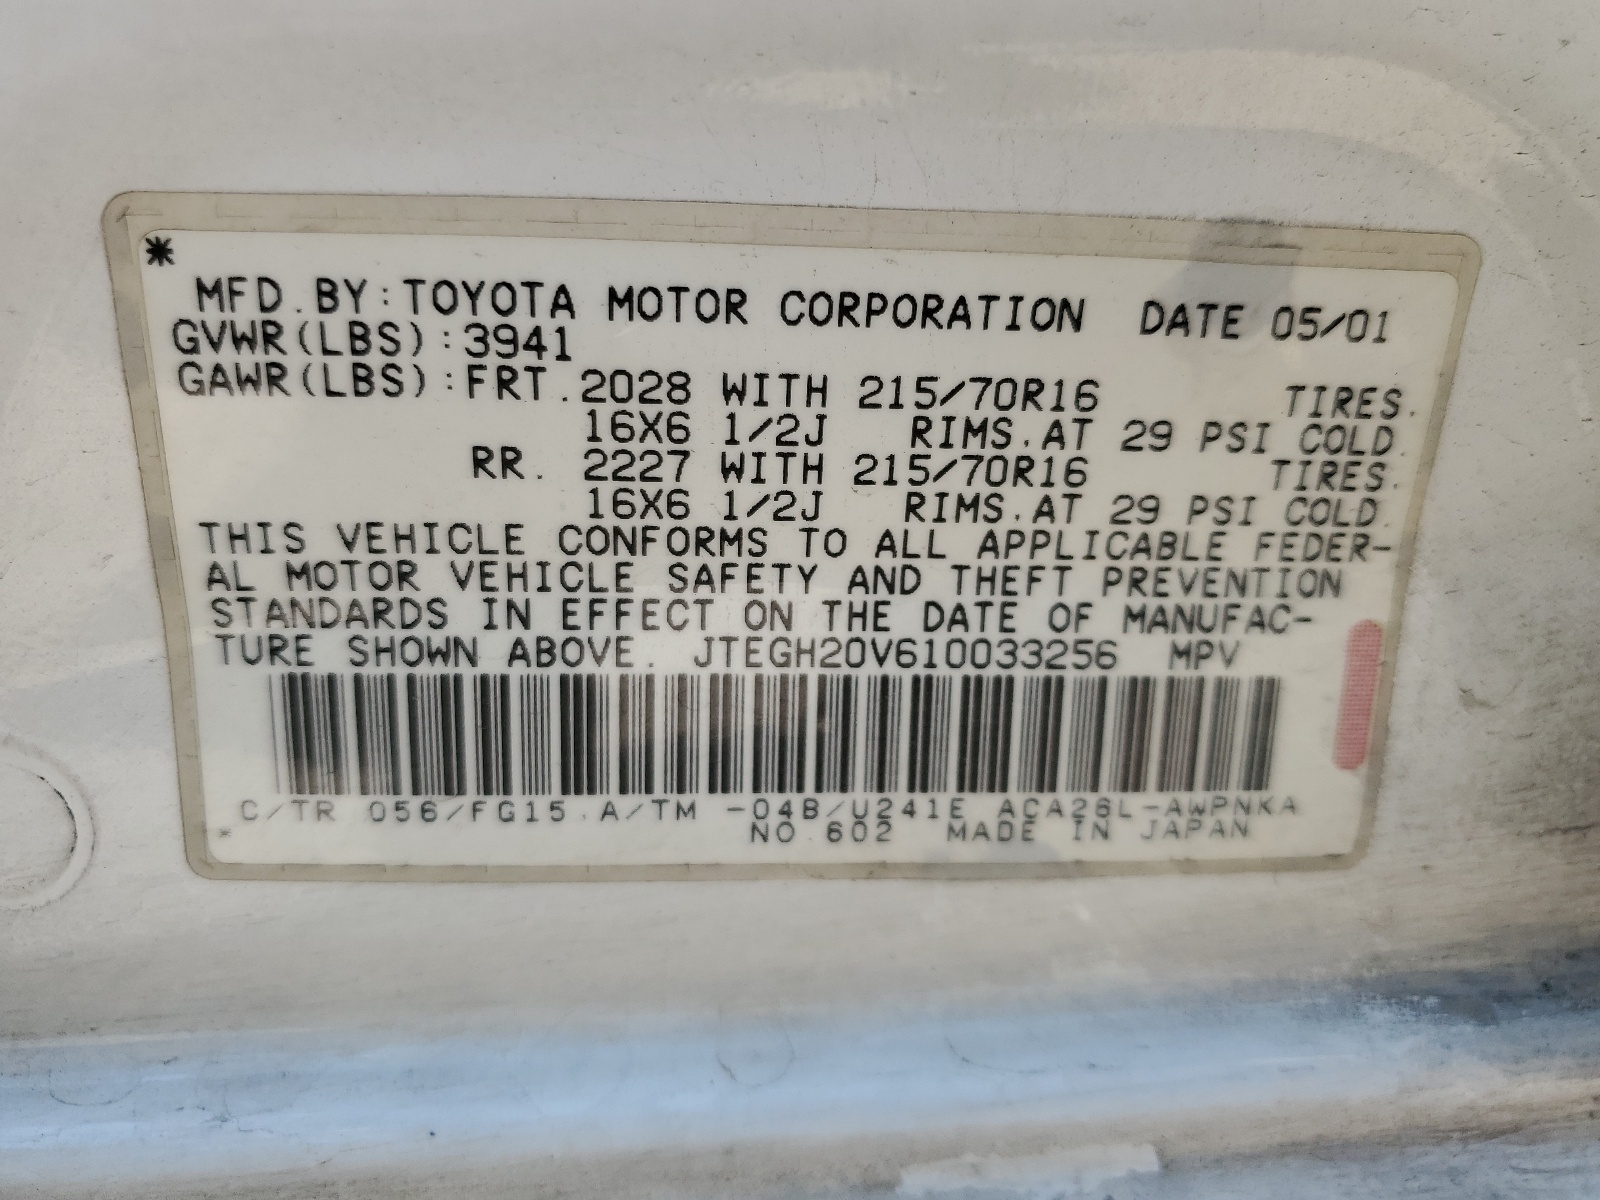 *
MFD.BY:TOYOTA MOTOR CORPORATION DATE 05/01
GVWR(LBS):3941
GAWR(LBS):FRT.2028 WITH 215/70R16 TIRES.
16X6 1/2J RIMS.AT 29 PSI COLD.
RR. 2227 WITH 215/70R16 TIRES.
16X6 1/2J RIMS.AT 29 PSI COLD.
THIS VEHICLE CONFORMS TO ALL APPLICABLE FEDER-
AL MOTOR VEHICLE SAFETY AND THEFT PREVENTION
STANDARDS IN EFFECT ON THE DATE OF MANUFAC-
TURE SHOWN ABOVE. JTEGH20V610033256 MPV
C/TR 056/FG15.A/TM -04B/U241E ACA26L-AWPNKA
* NO.602 MADE IN JAPAN